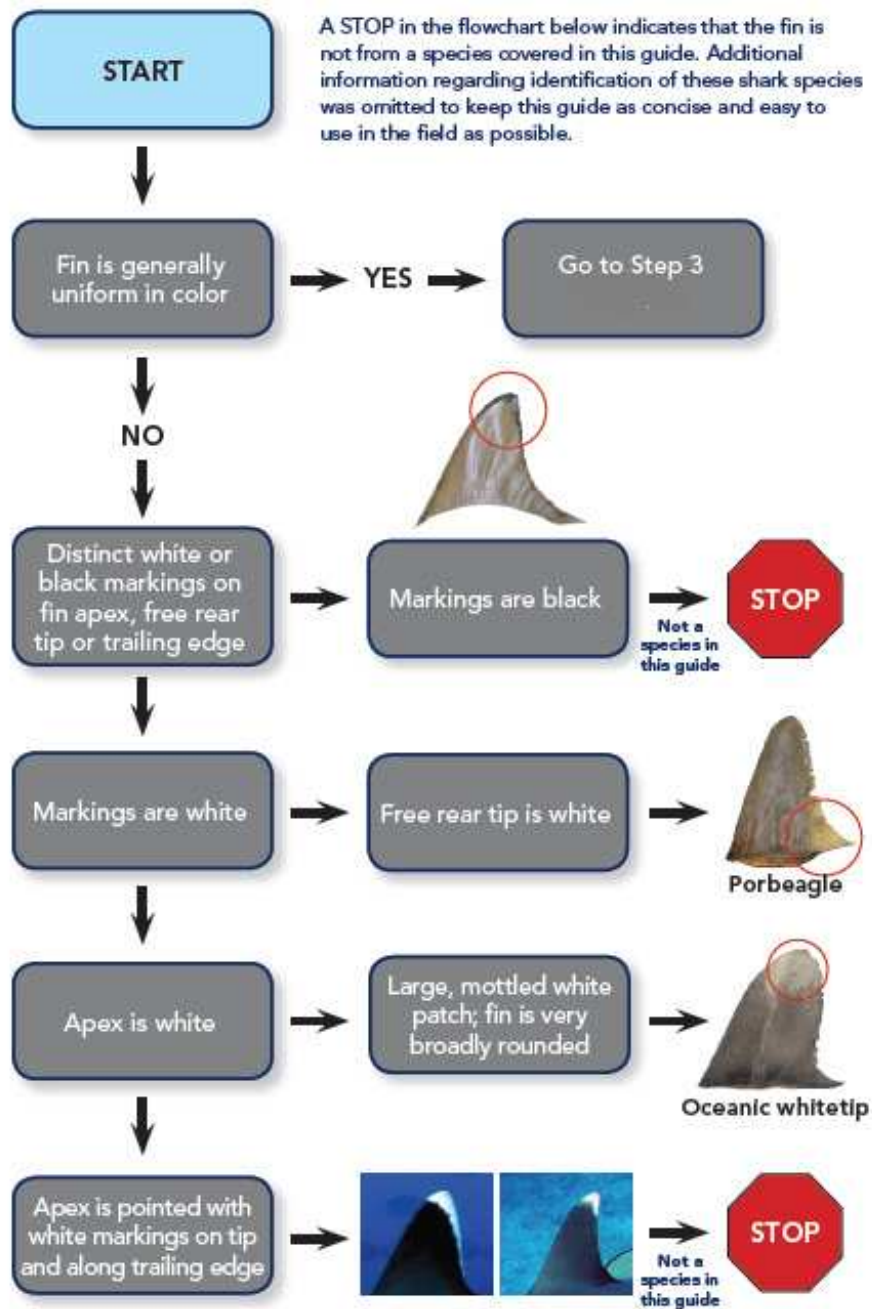 START
A STOP in the flowchart below indicates that the fin is
not from a species covered in this guide. Additional
information regarding identification of these shark species
was omitted to keep this guide as concise and easy to
use in the field as possible.
Fin is generally
uniform in color
YES
Go to Step 3
NO
Distinct white or
black markings on
fin apex, free rear
tip or trailing edge
Markings are black
Not a
species in
this guide
STOP
Markings are white
Free rear tip is white
Porbeagle
Apex is white
Large, mottled white
patch; fin is very
broadly rounded
Oceanic whitetip
Apex is pointed with
white markings on tip
and along trailing edge
Not a
species in
this guide
STOP